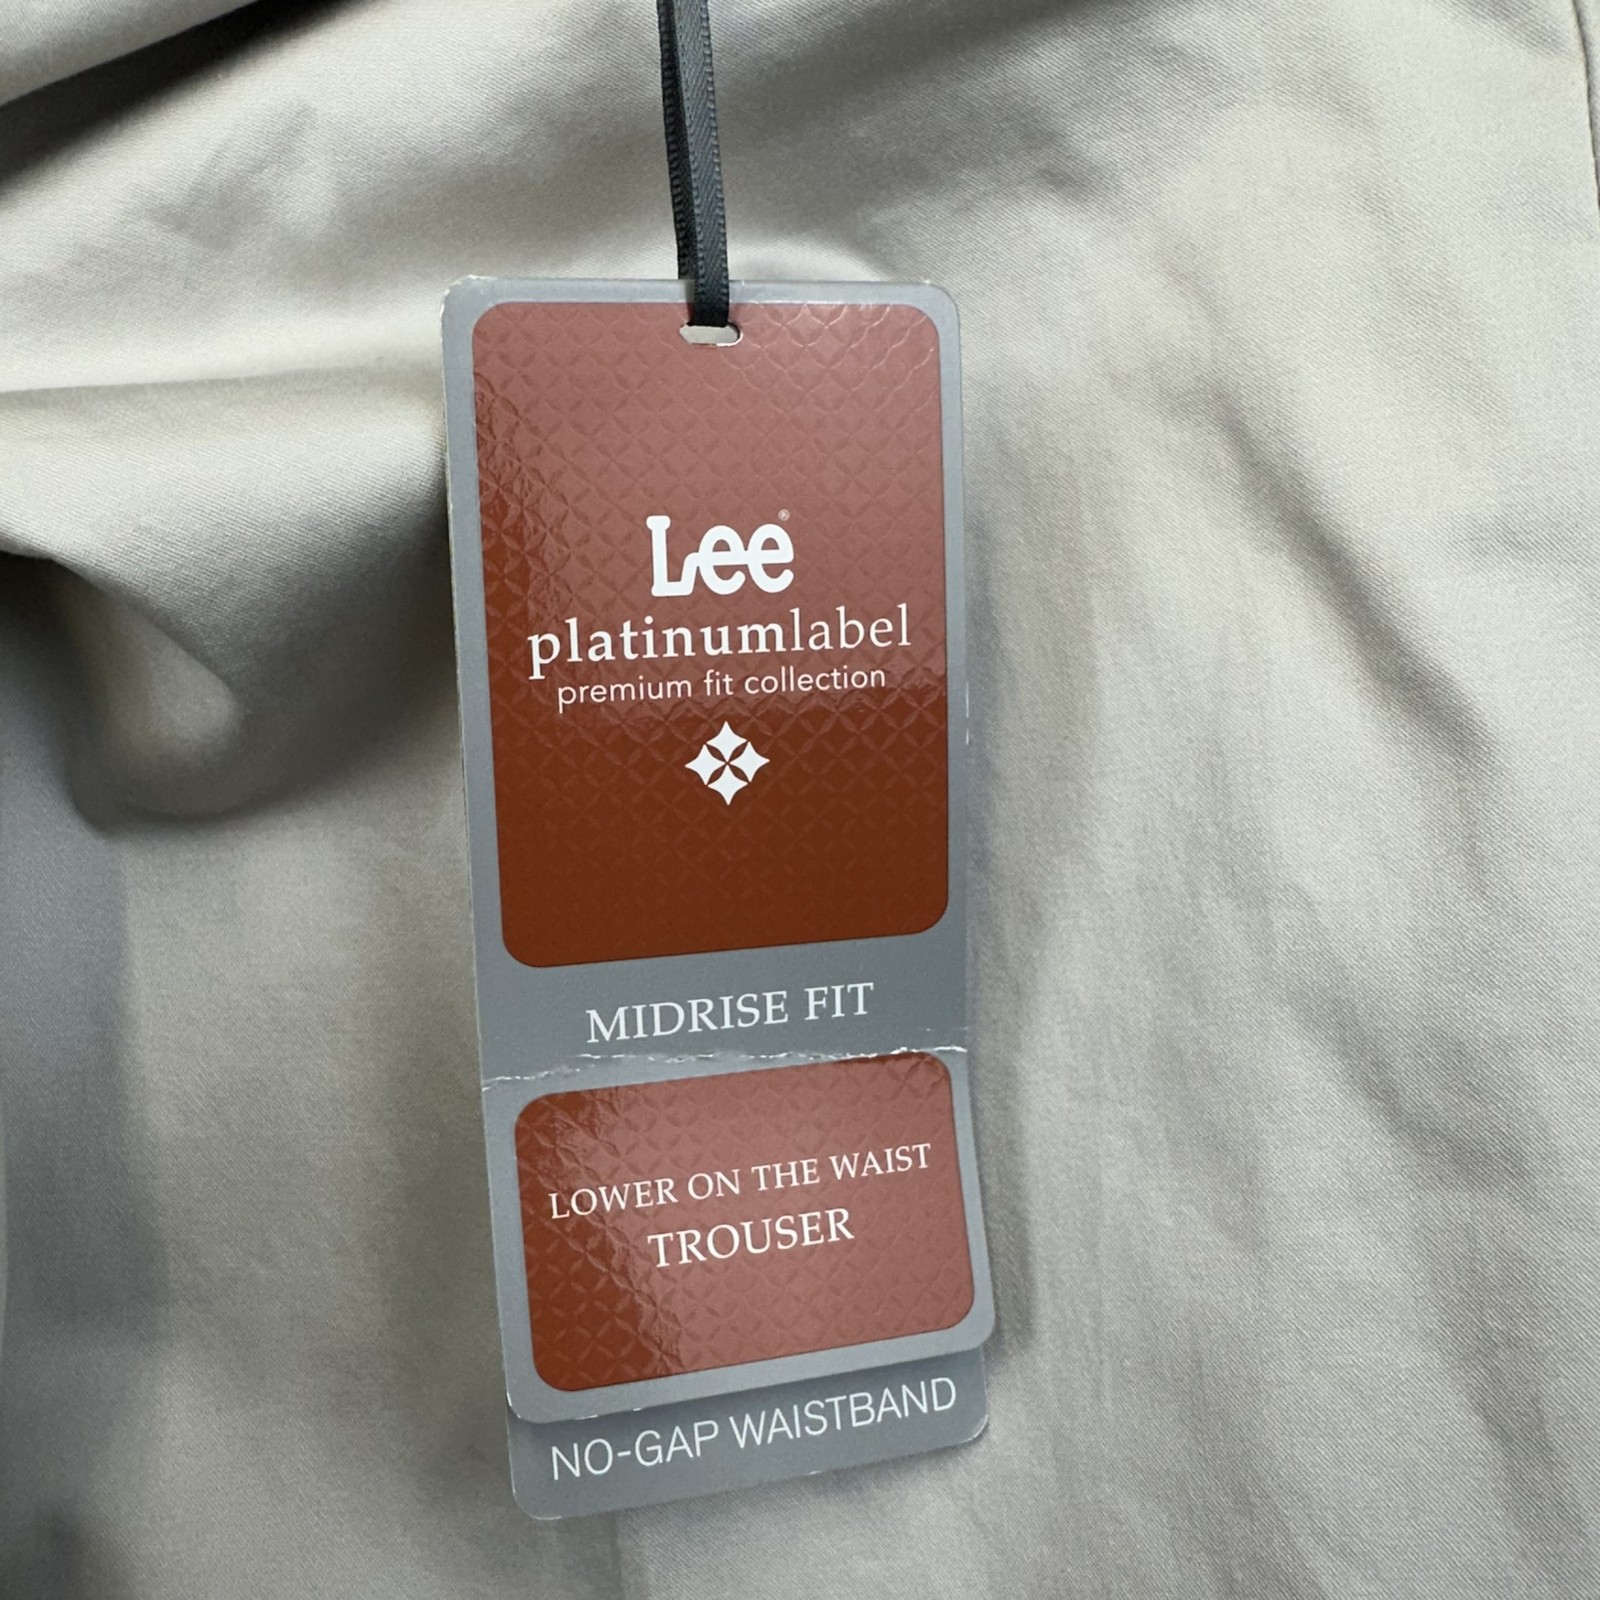 Lee®
platinumlabel
premium fit collection
MIDRISE FIT
LOWER ON THE WAIST
TROUSER
NO-GAP WAISTBAND